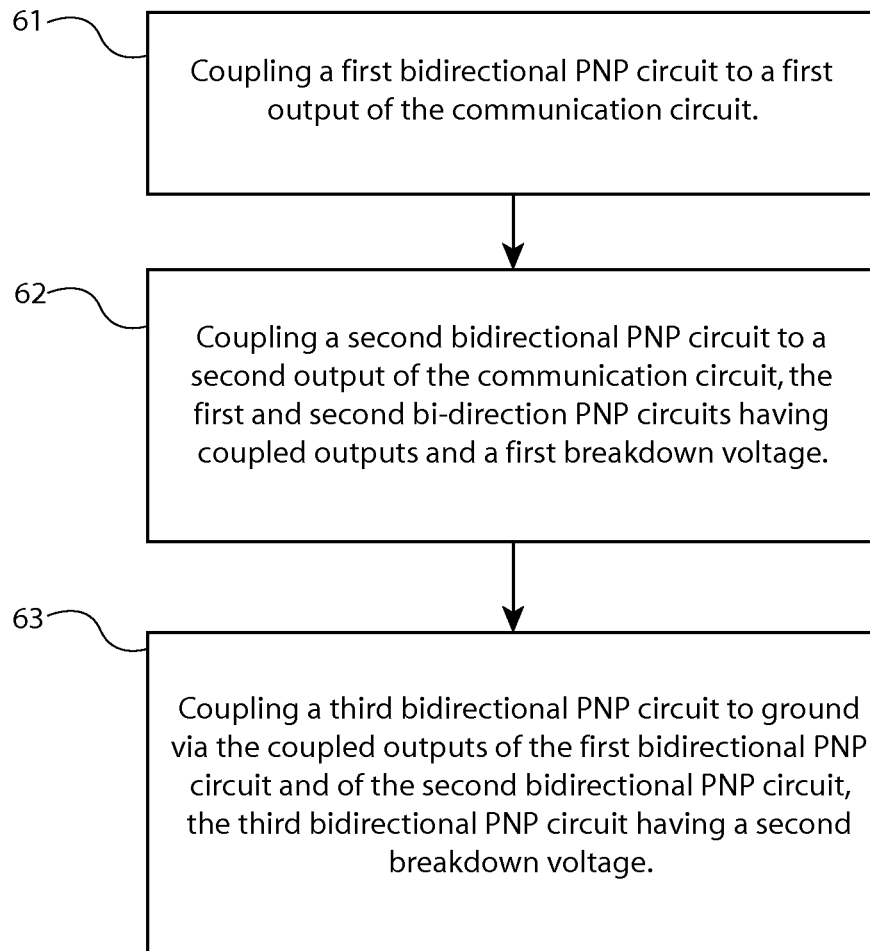 61
Coupling a first bidirectional PNP circuit to a first
output of the communication circuit.
62
Coupling a second bidirectional PNP circuit to a
second output of the communication circuit, the
first and second bi-direction PNP circuits having
coupled outputs and a first breakdown voltage.
63
Coupling a third bidirectional PNP circuit to ground
via the coupled outputs of the first bidirectional PNP
circuit and of the second bidirectional PNP circuit,
the third bidirectional PNP circuit having a second
breakdown voltage.